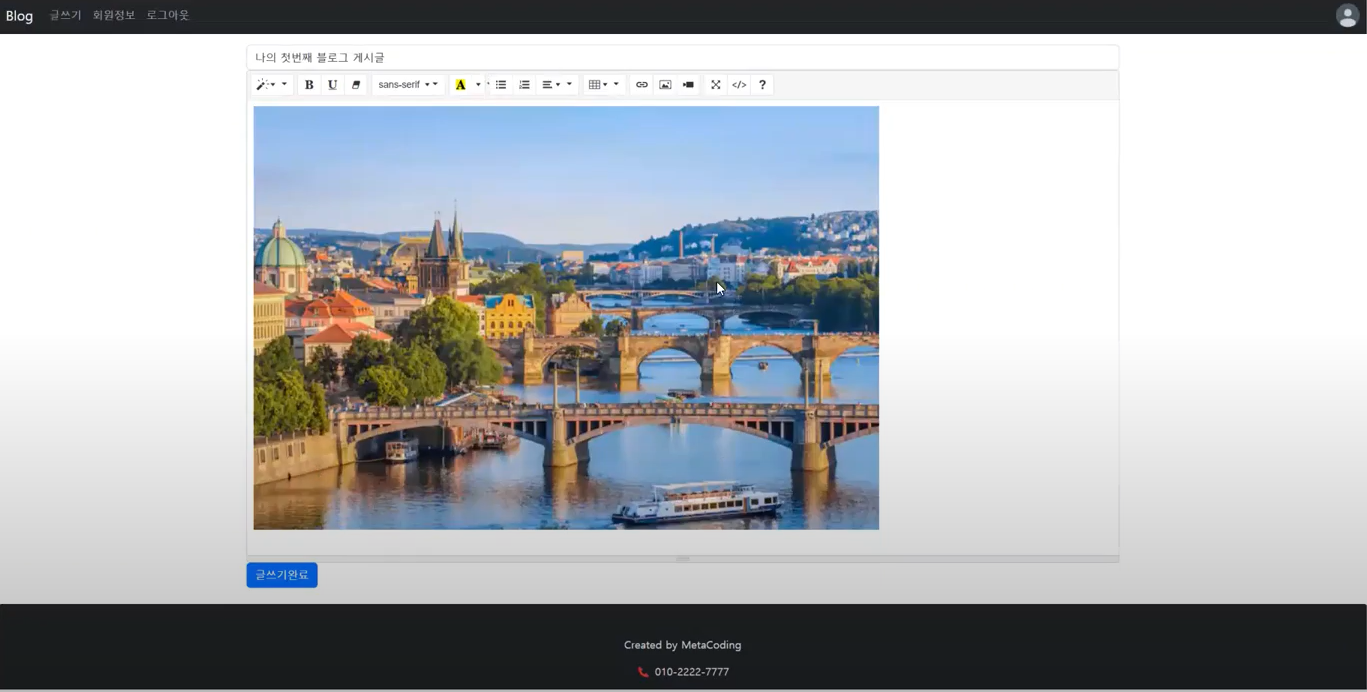 Blog 글쓰기 회원정보 로그아웃
나의 첫번째 블로그 게시글
B U sans-serif A </> ?
글쓰기완료
Created by MetaCoding
010-2222-7777